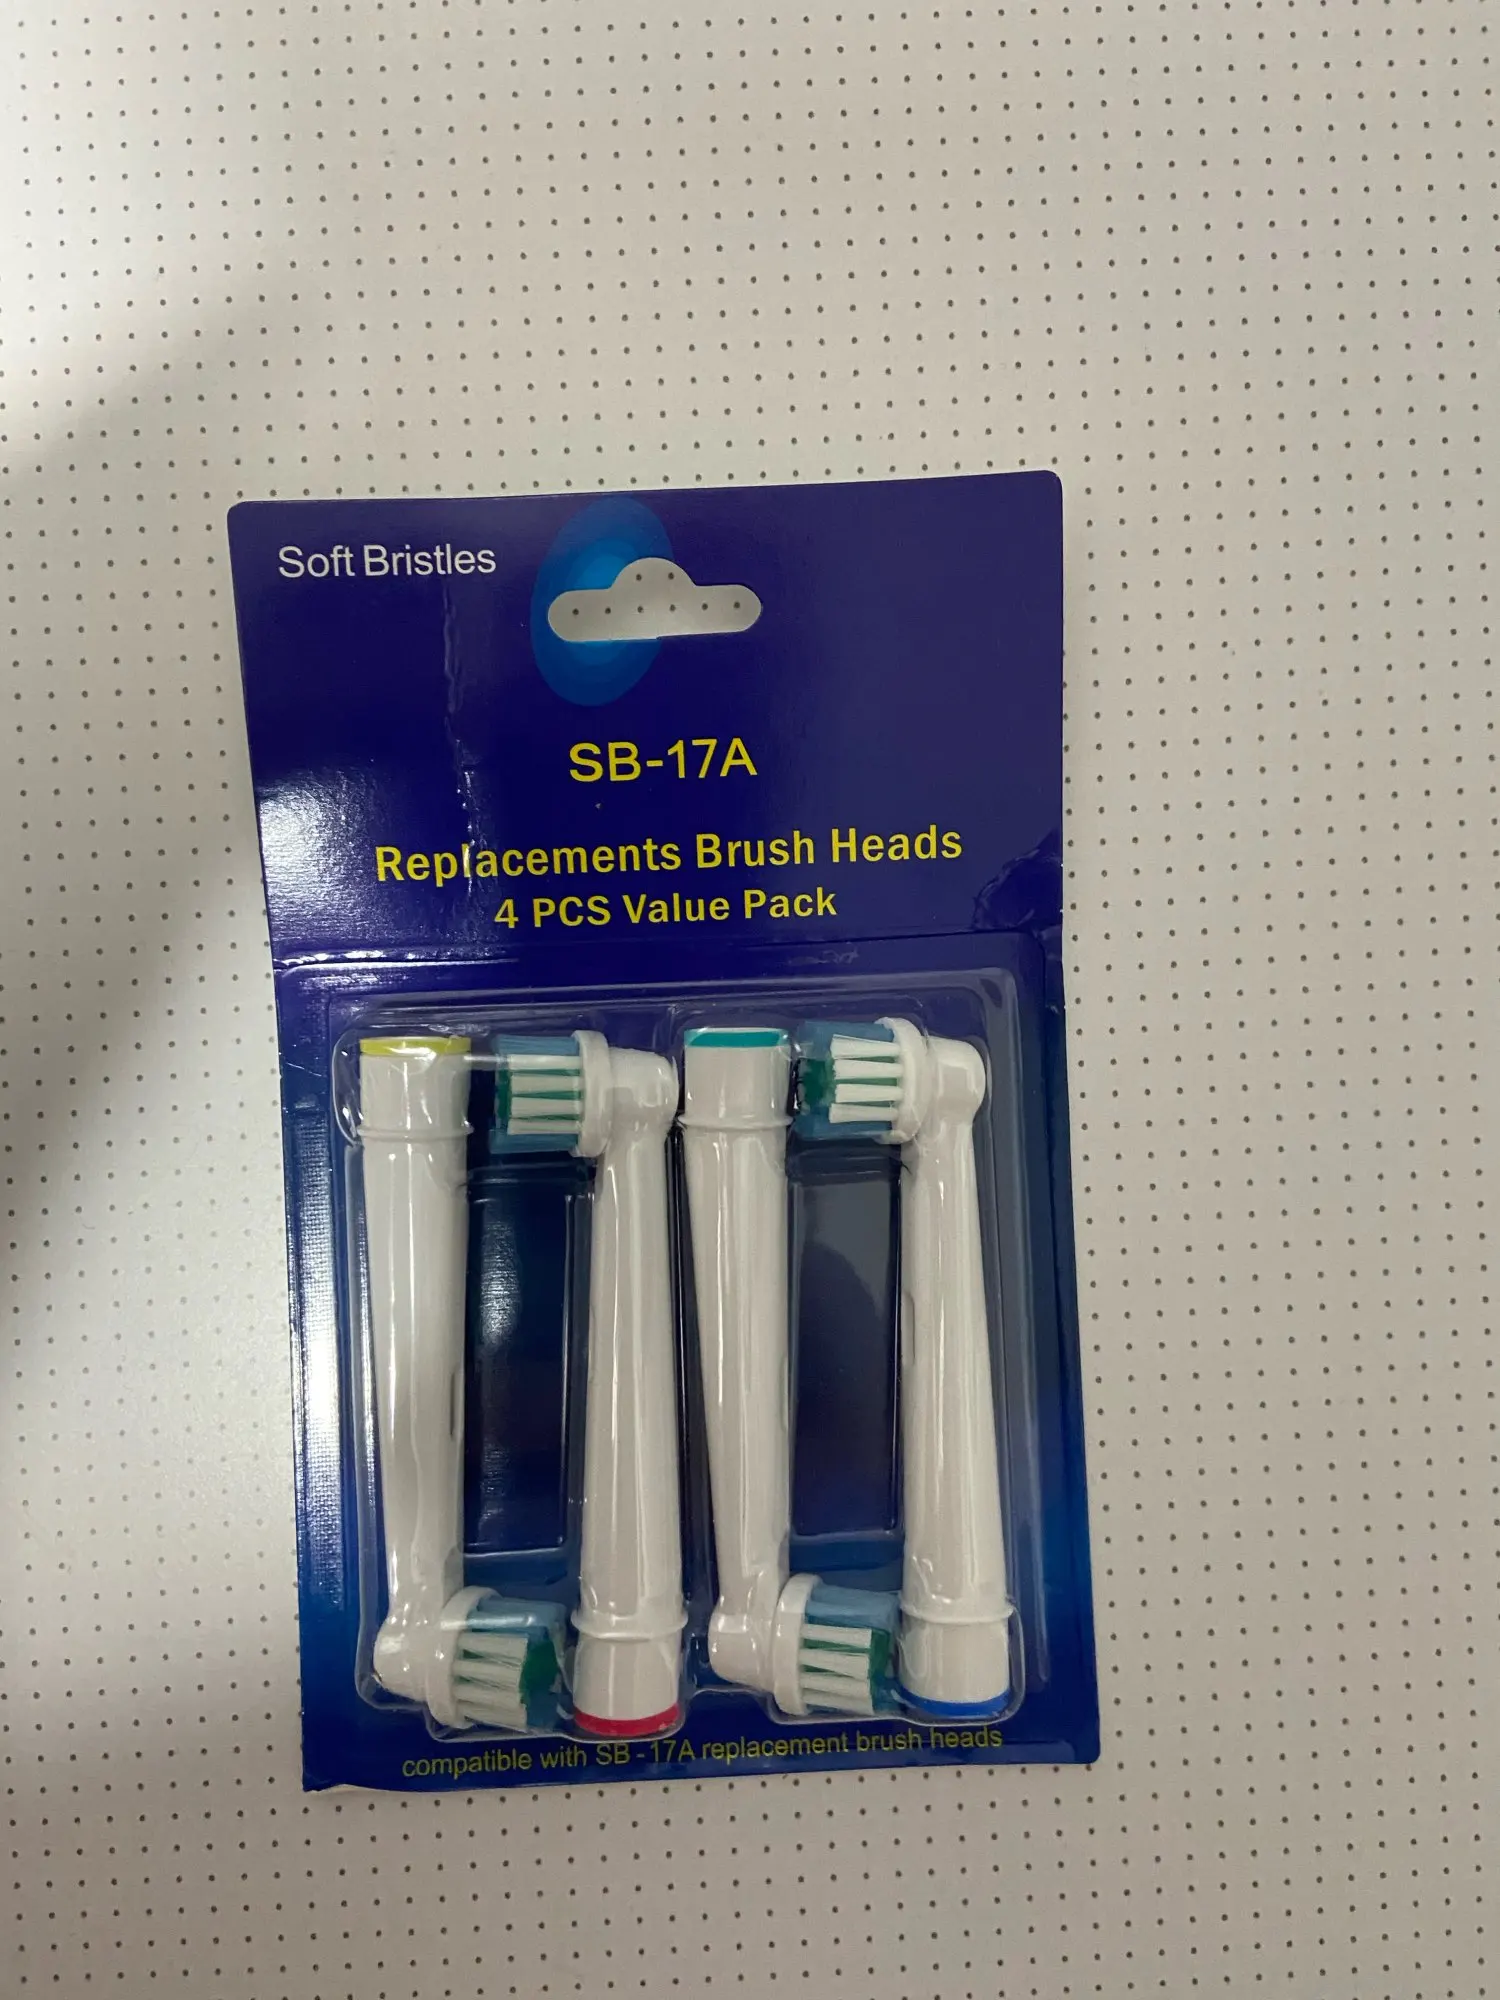 Soft Bristles
SB-17A
Replacements Brush Heads
4 PCS Value Pack
compatible with SB -17A replacement brush heads